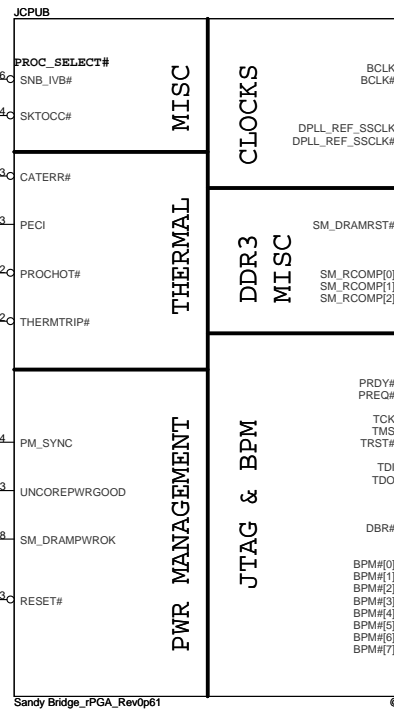 JCPUB
PROC_SELECT#
SNB_IVB#
SKTOCC#
MISC
CATERR#
PECI
PROCHOT#
THERMTRIP#
THERMAL
PM_SYNC
UNCOREPWRGOOD
SM_DRAMPWROK
RESET#
PWR MANAGEMENT
CLOCKS
BCLK
BCLK#
DPLL_REF_SSCLK
DPLL_REF_SSCLK#
DDR3
MISC
SM_DRAMRST#
SM_RCOMP[0]
SM_RCOMP[1]
SM_RCOMP[2]
JTAG & BPM
PRDY#
PREQ#
TCK
TMS
TRST#
TDI
TDO
DBR#
BPM#[0]
BPM#[1]
BPM#[2]
BPM#[3]
BPM#[4]
BPM#[5]
BPM#[6]
BPM#[7]
Sandy Bridge_rPGA_Rev0p61